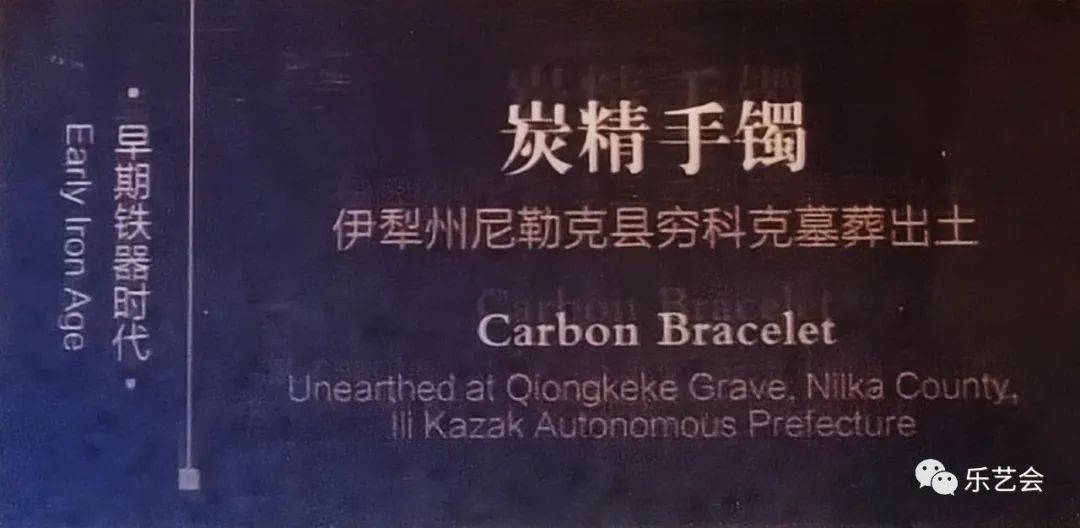 ·早期铁器时代·
Early Iron Age
炭精手镯
伊犁州尼勒克县穷科克墓葬出土
Carbon Bracelet
Unearthed at Qiongkeke Grave, Nilka County,
Ili Kazak Autonomous Prefecture
乐艺会